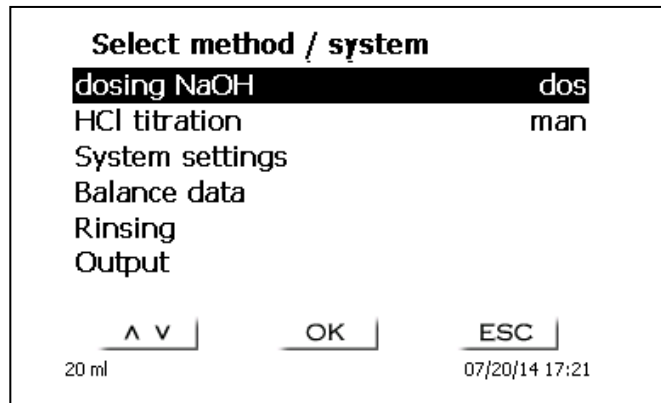 Select method / system
dosing NaOH dos
HCl titration man
System settings
Balance data
Rinsing
Output
∧ ∨ OK ESC
20 ml 07/20/14 17:21